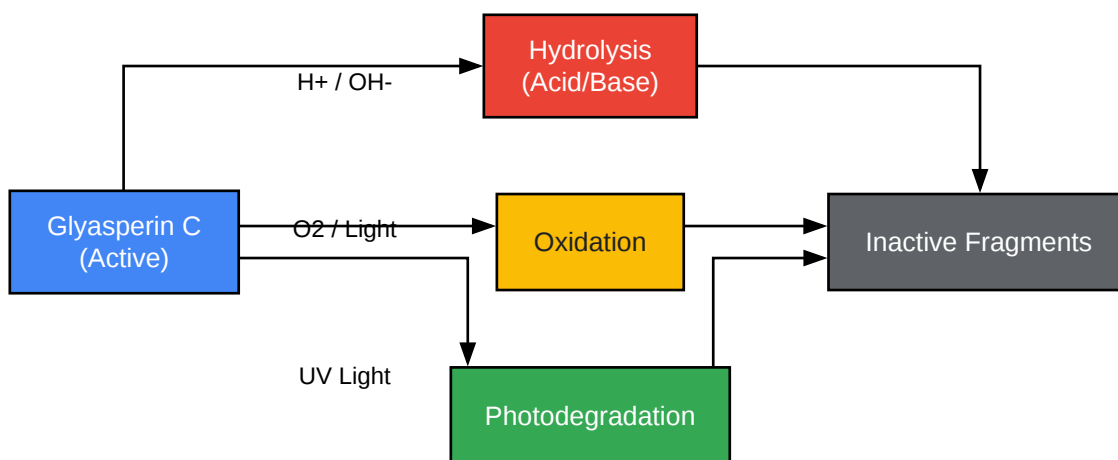 Hydrolysis
(Acid/Base)
H+ / OH-
Glyasperin C
(Active)
O2 / Light
Oxidation
Inactive Fragments
UV Light
Photodegradation